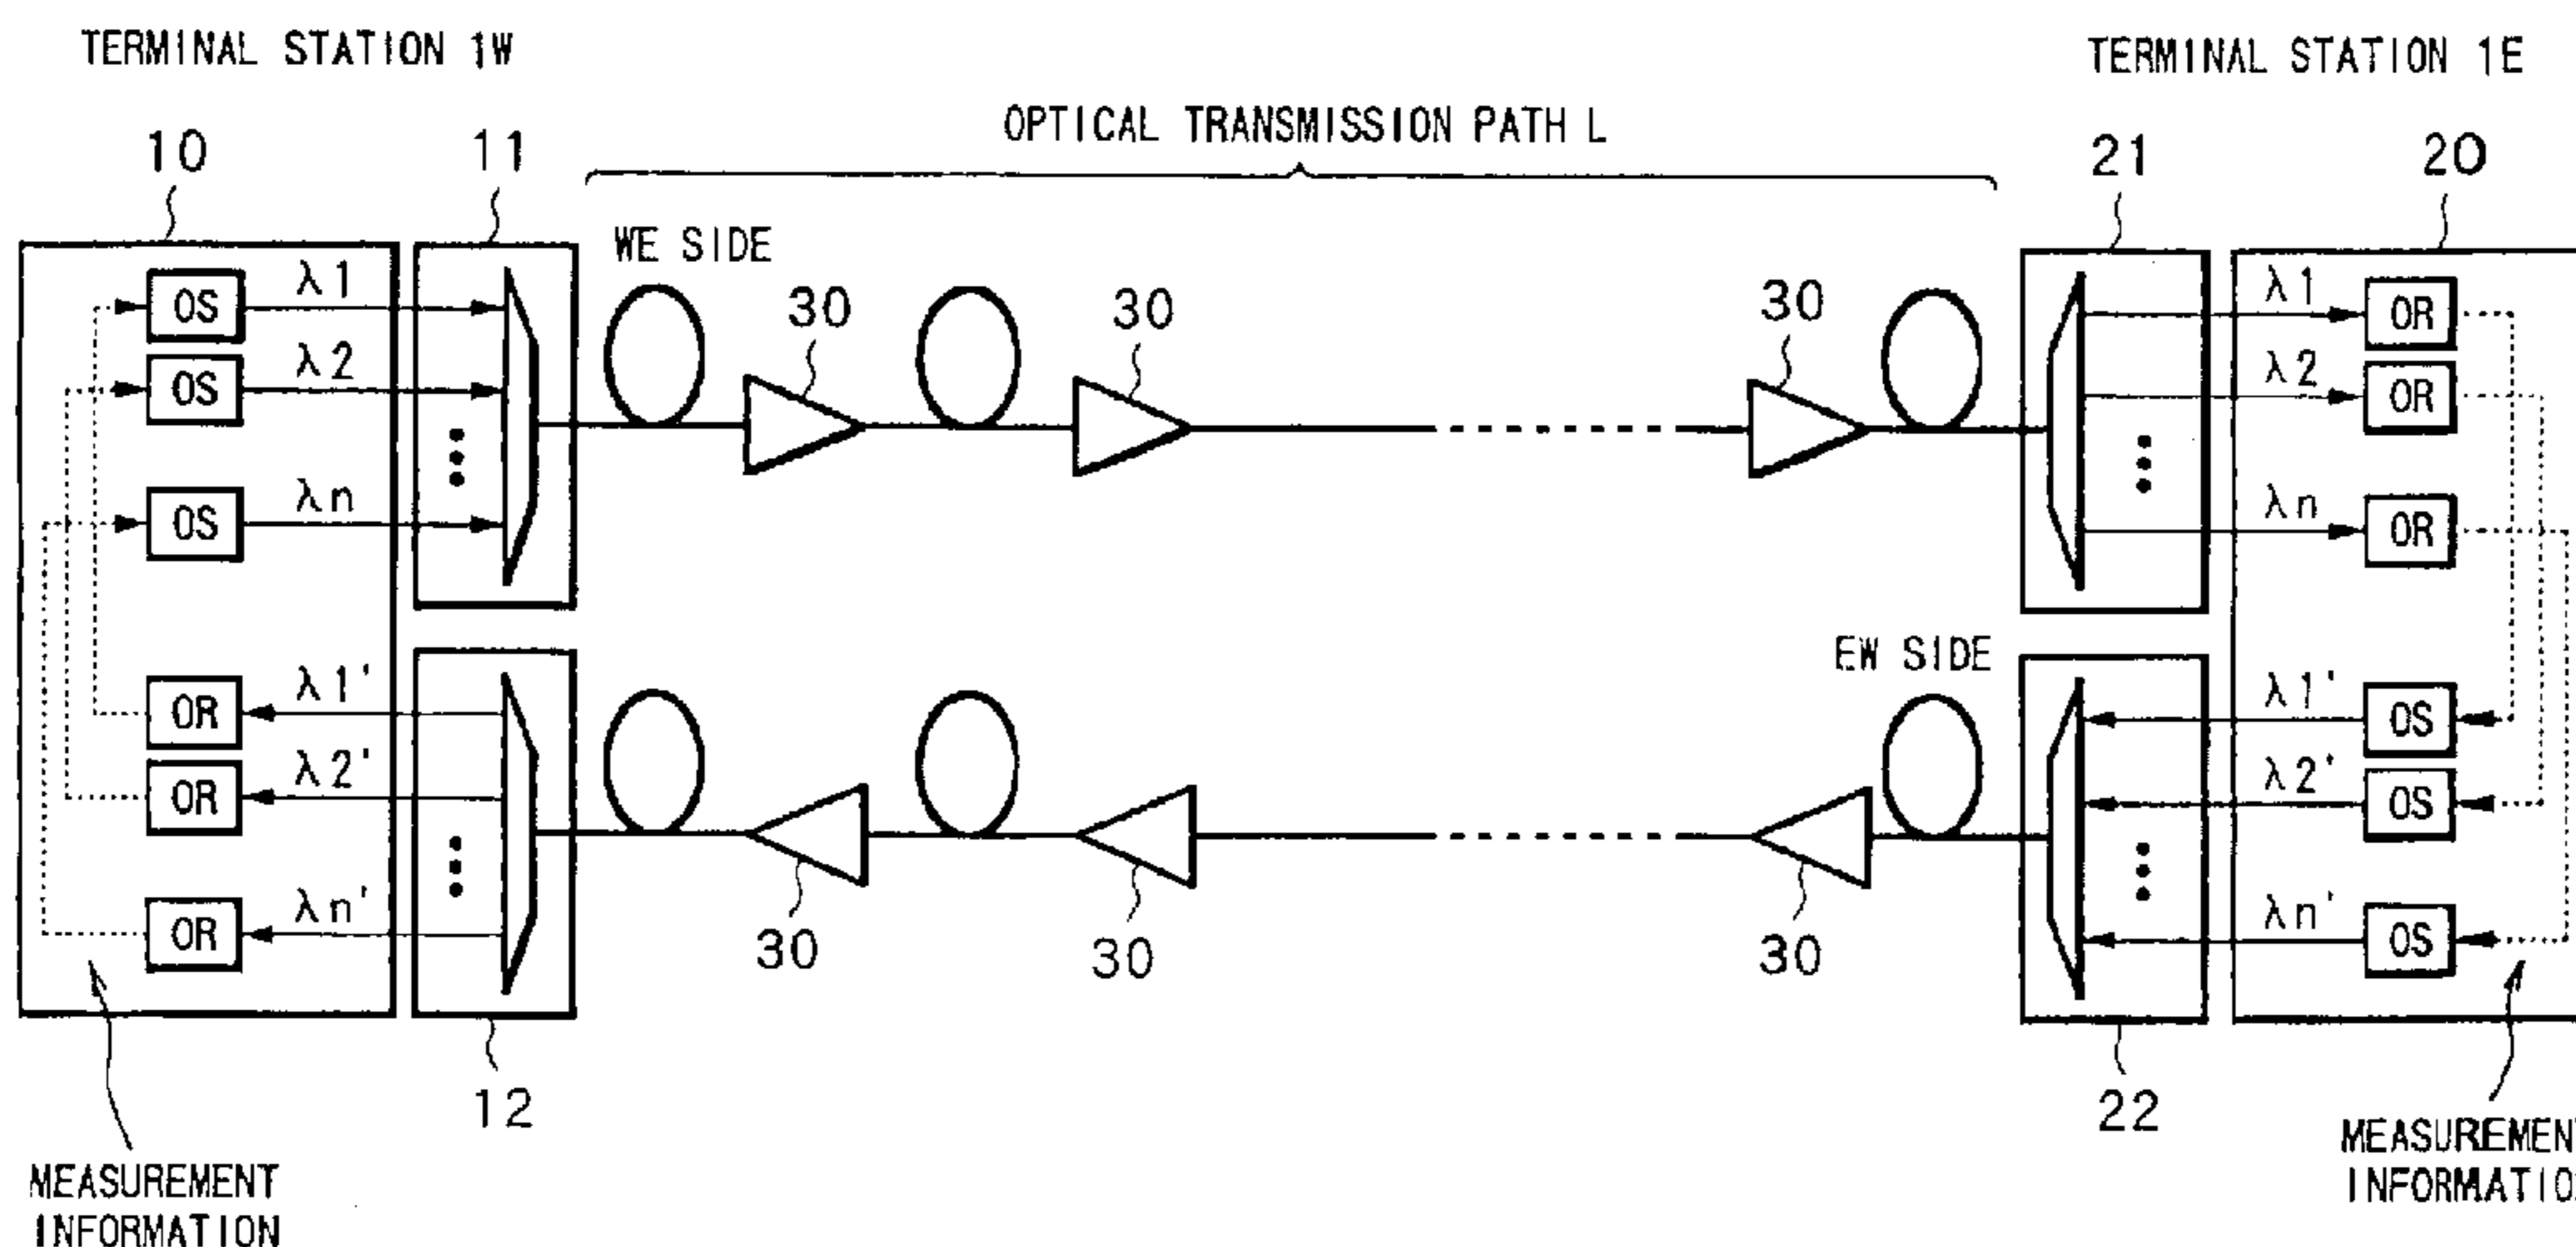 TERMINAL STATION 1W
TERMINAL STATION 1E
OPTICAL TRANSMISSION PATH L
10
11
21
20
WE SIDE
30
30
30
OS
λ1
OS
λ2
OS
λn
λ1
OR
λ2
OR
λn
OR
EW SIDE
OR
λ1'
OR
λ2'
OR
λn'
λ1'
OS
λ2'
OS
λn'
OS
30
30
30
12
22
MEASUREMENT
INFORMATION
MEASUREMEN
INFORMATIO